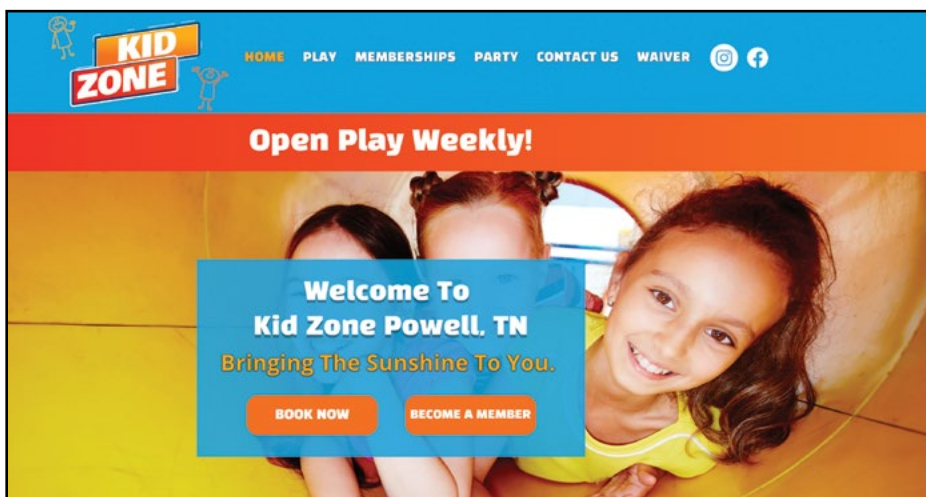 KID
ZONE
HOME PLAY MEMBERSHIPS PARTY CONTACT US WAIVER
Open Play Weekly!
Welcome To
Kid Zone Powell, TN
Bringing The Sunshine To You.
BOOK NOW BECOME A MEMBER